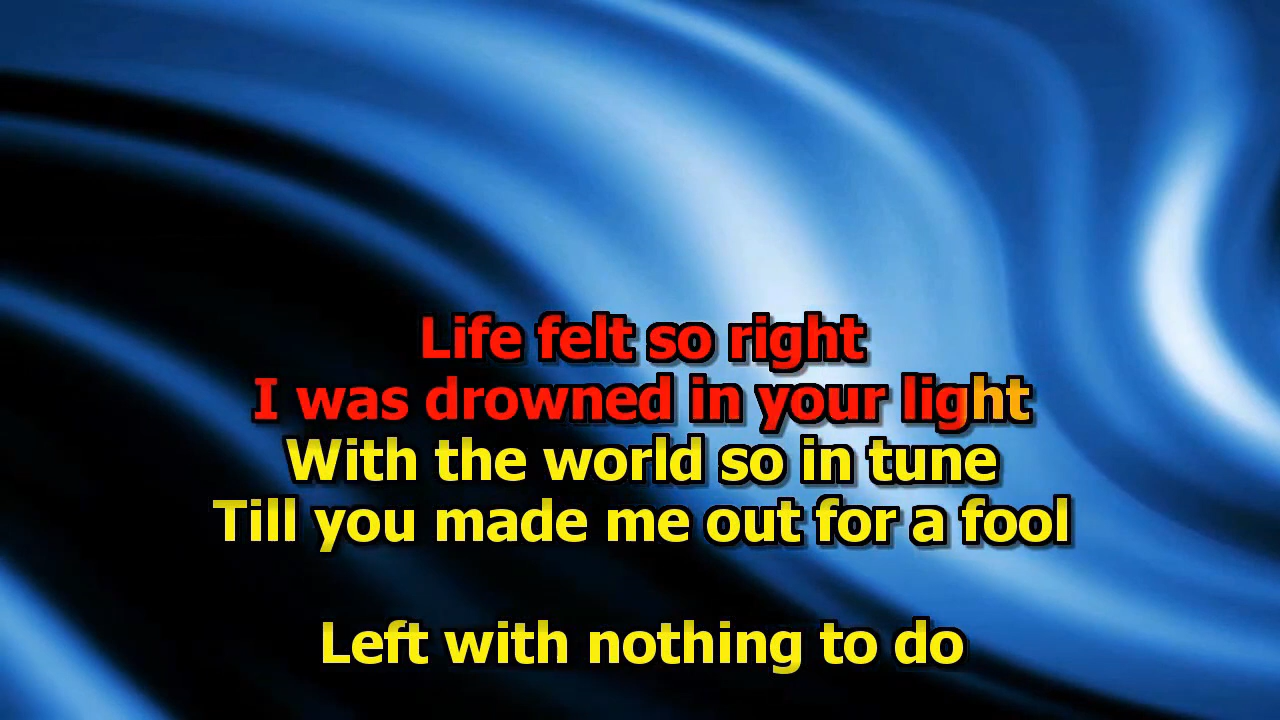 Life felt so right
I was drowned in your light
With the world so in tune
Till you made me out for a fool
Left with nothing to do